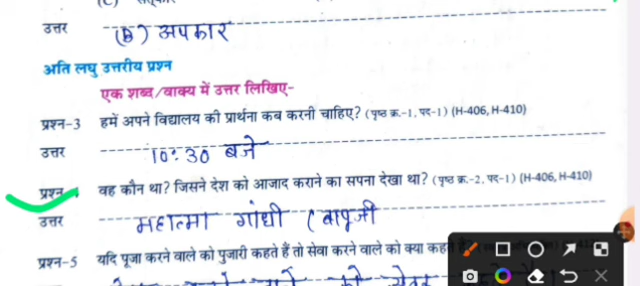 उत्तर (B) अपकार
अति लघु उत्तरीय प्रश्न
एक शब्द/वाक्य में उत्तर लिखिए-
प्रश्न-3 हमें अपने विद्यालय की प्रार्थना कब करनी चाहिए? (पृष्ठ क्र.-1, पद-1) (H-406, H-410)
उत्तर 10:30 बजे
प्रश्न वह कौन था? जिसने देश को आजाद कराने का सपना देखा था? (पृष्ठ क्र.-2, पद-1) (H-406, H-410)
उत्तर महात्मा गांधी (बापूजी
प्रश्न-5 यदि पूजा करने वाले को पुजारी कहते हैं तो सेवा करने वाले को क्या